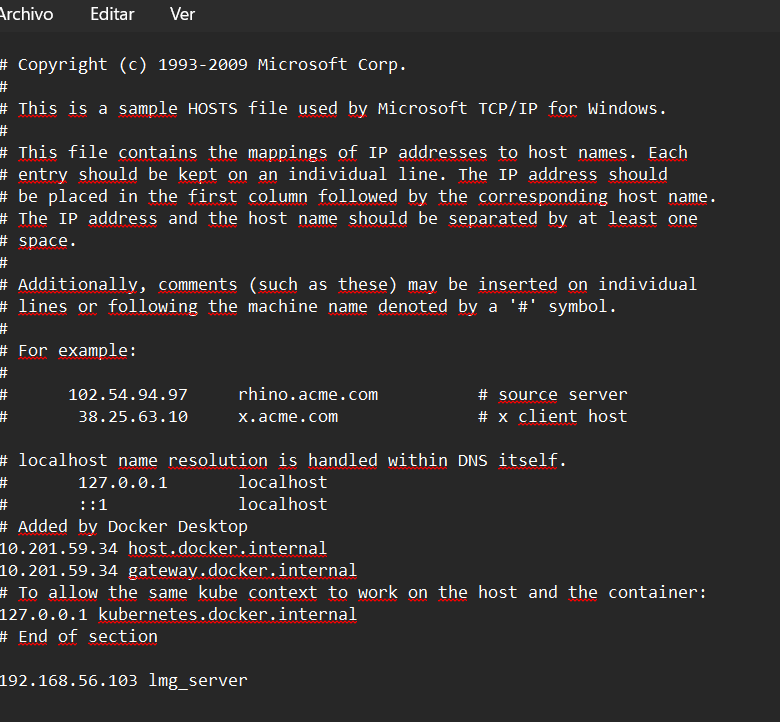 Archivo Editar Ver
# Copyright (c) 1993-2009 Microsoft Corp.
#
# This is a sample HOSTS file used by Microsoft TCP/IP for Windows.
#
# This file contains the mappings of IP addresses to host names. Each
# entry should be kept on an individual line. The IP address should
# be placed in the first column followed by the corresponding host name.
# The IP address and the host name should be separated by at least one
# space.
#
# Additionally, comments (such as these) may be inserted on individual
# lines or following the machine name denoted by a '#' symbol.
#
# For example:
#
#      102.54.94.97     rhino.acme.com          # source server
#       38.25.63.10     x.acme.com              # x client host

# localhost name resolution is handled within DNS itself.
#       127.0.0.1       localhost
#       ::1             localhost
# Added by Docker Desktop
10.201.59.34 host.docker.internal
10.201.59.34 gateway.docker.internal
# To allow the same kube context to work on the host and the container:
127.0.0.1 kubernetes.docker.internal
# End of section

192.168.56.103 lmg_server